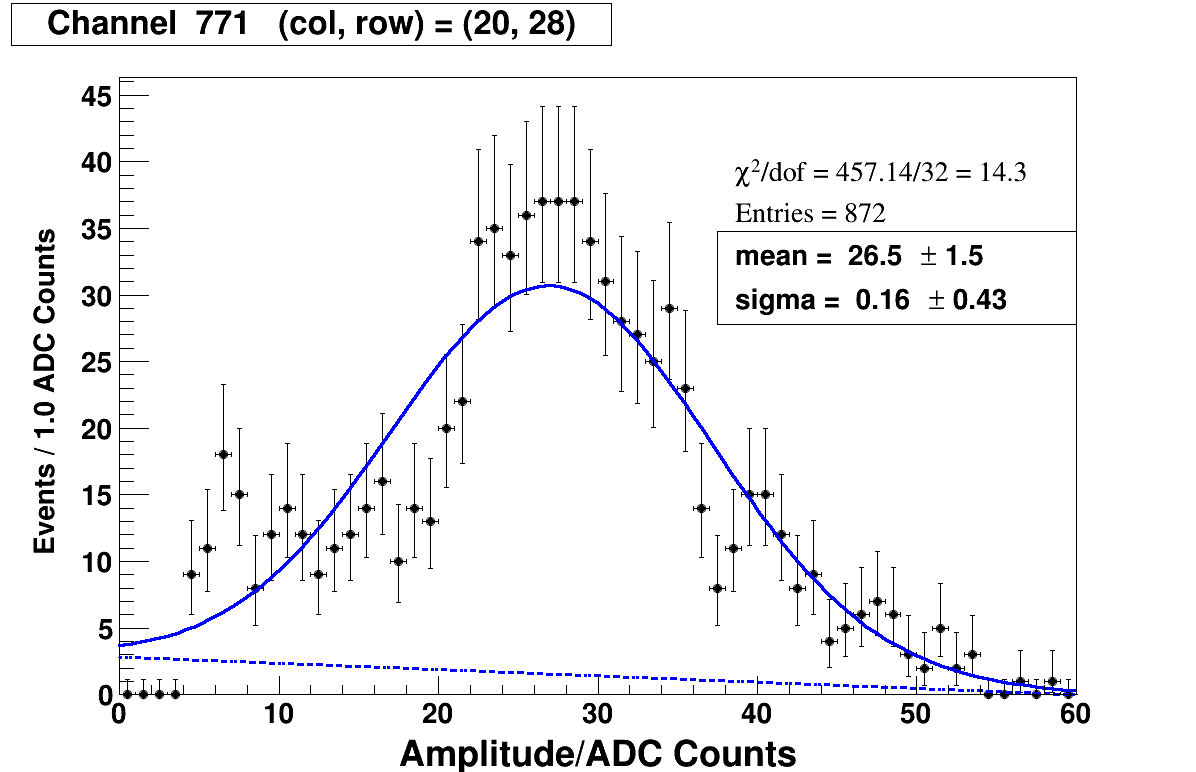 Channel 771 (col, row) = (20, 28)
χ²/dof = 457.14/32 = 14.3
Entries = 872
mean = 26.5 ± 1.5
sigma = 0.16 ± 0.43
Events / 1.0 ADC Counts
45
40
35
30
25
20
15
10
5
0
0 10 20 30 40 50 60
Amplitude/ADC Counts